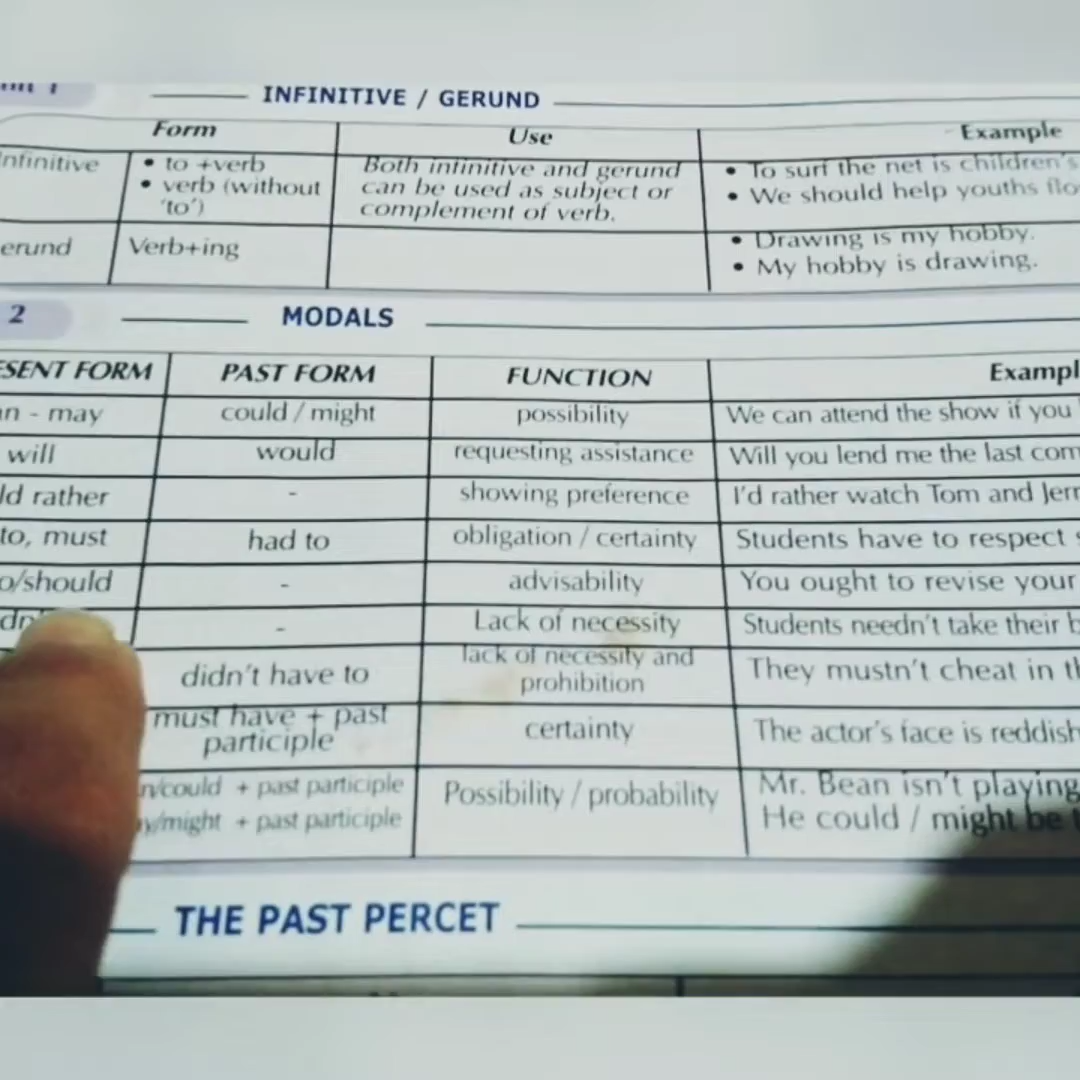 INFINITIVE / GERUND
Form Use Example
• to +verb Both infinitive and gerund • To surf the net is children's
• verb (without can be used as subject or • We should help youths
'to') complement of verb.
Verb+ing • Drawing is my hobby.
• My hobby is drawing.
2 MODALS
FORM PAST FORM FUNCTION
- may could / might possibility We can attend the show if you
will would requesting assistance Will you lend me the last
rather - showing preference I'd rather watch Tom and
to, must had to obligation / certainty Students have to respect
/should - advisability You ought to revise your
- Lack of necessity Students needn't take their
didn't have to lack of necessity and They mustn't cheat in
prohibition
must have + past certainty The actor's face is reddish
participle
/could + past participle Possibility / probability Mr. Bean isn't playing
/might + past participle He could / might be
THE PAST PERCET